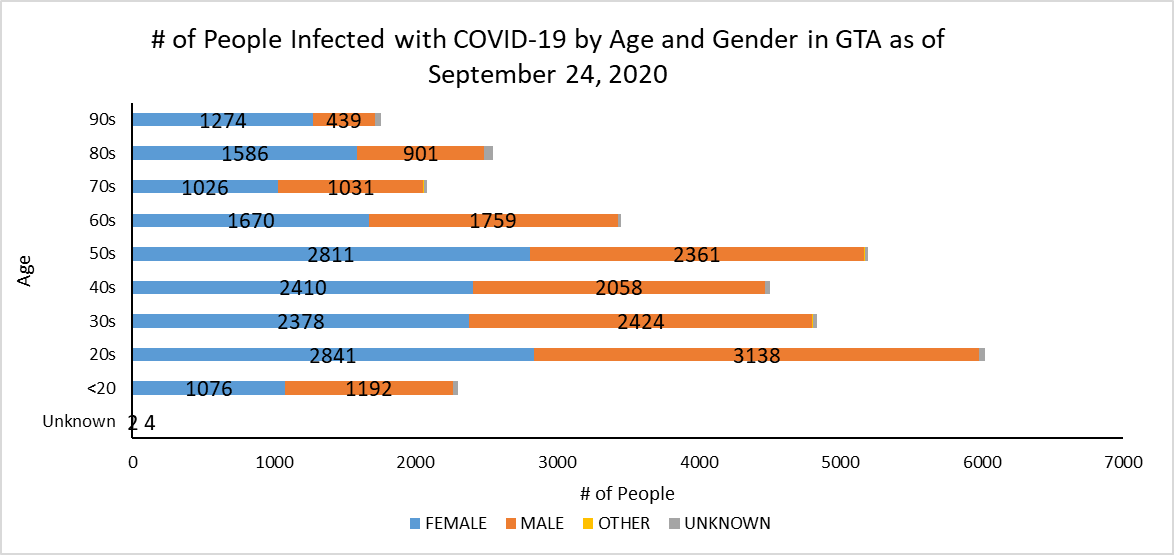 # of People Infected with COVID-19 by Age and Gender in GTA as of
September 24, 2020
90s 1274 439
80s 1586 901
70s 1026 1031
60s 1670 1759
50s 2811 2361
Age
40s 2410 2058
30s 2378 2424
20s 2841 3138
<20 1076 1192
Unknown 2 4
0 1000 2000 3000 4000 5000 6000 7000
# of People
FEMALE MALE OTHER UNKNOWN